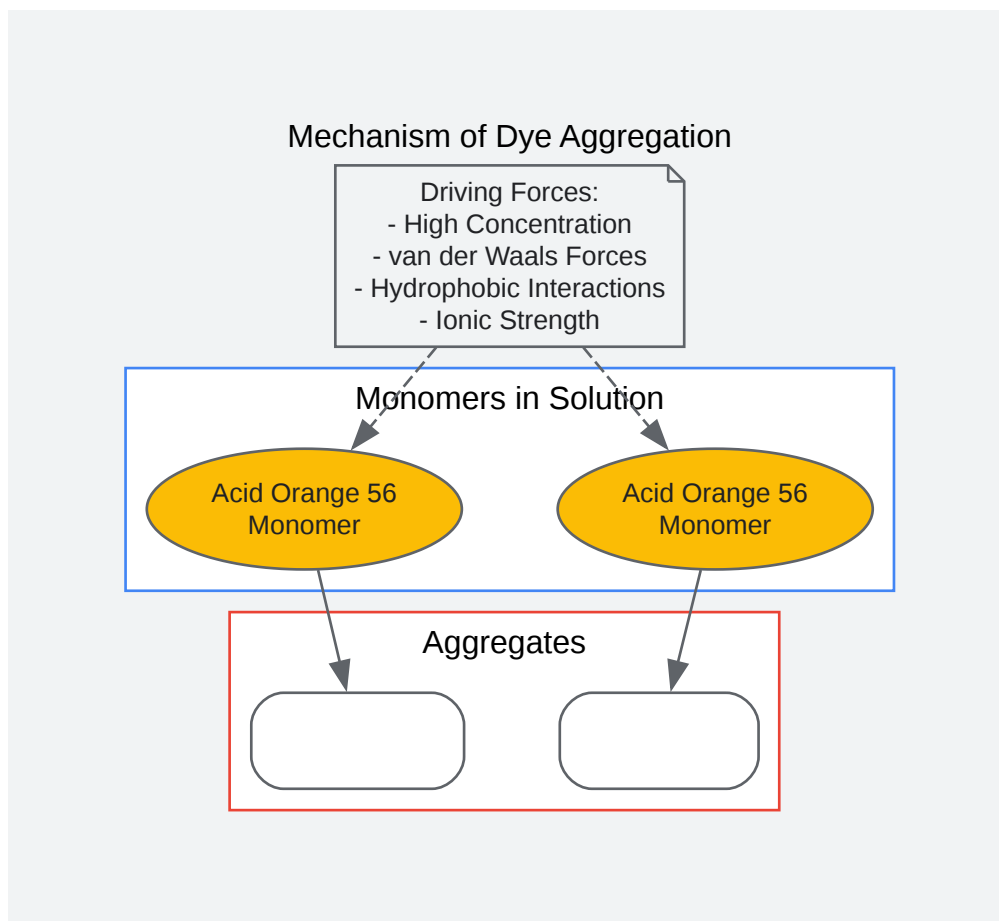 Mechanism of Dye Aggregation
Driving Forces:
- High Concentration
- van der Waals Forces
- Hydrophobic Interactions
- Ionic Strength
Monomers in Solution
Acid Orange 56
Monomer
Acid Orange 56
Monomer
Aggregates